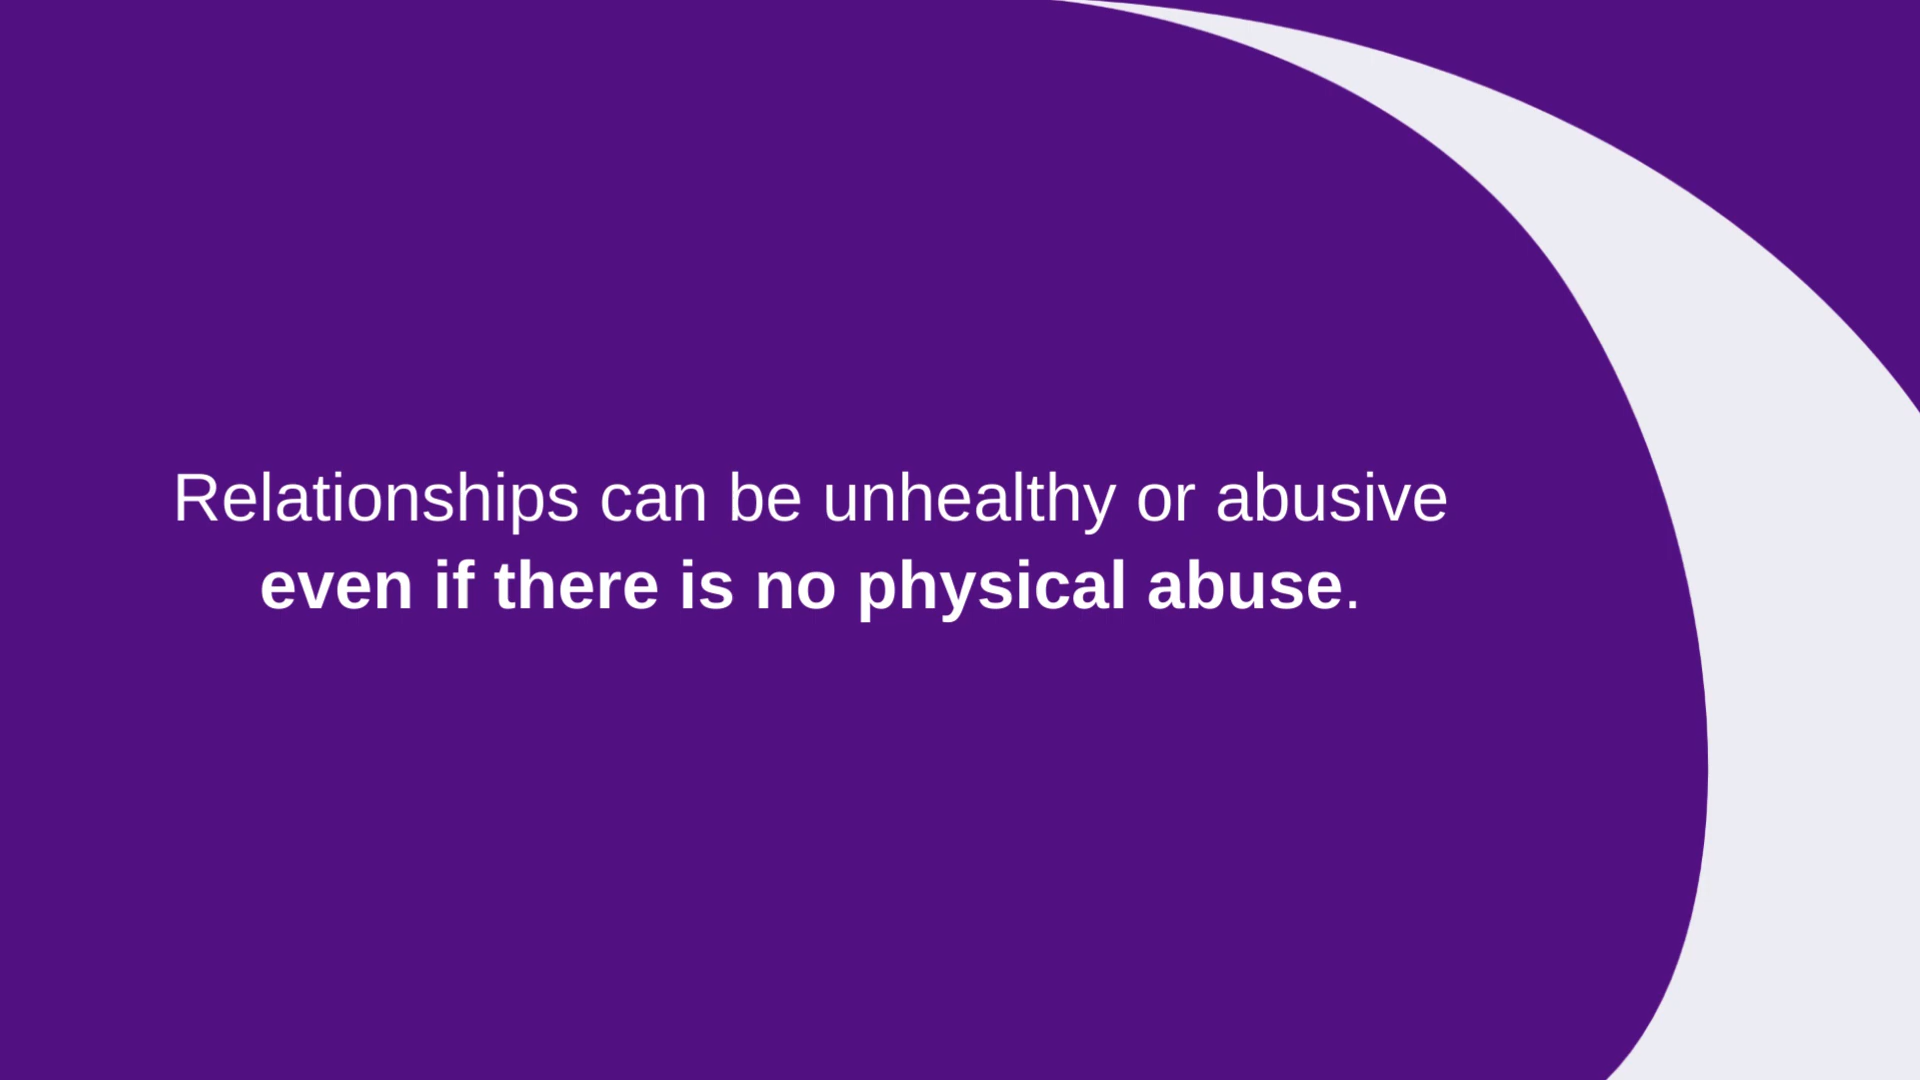 Relationships can be unhealthy or abusive
even if there is no physical abuse.